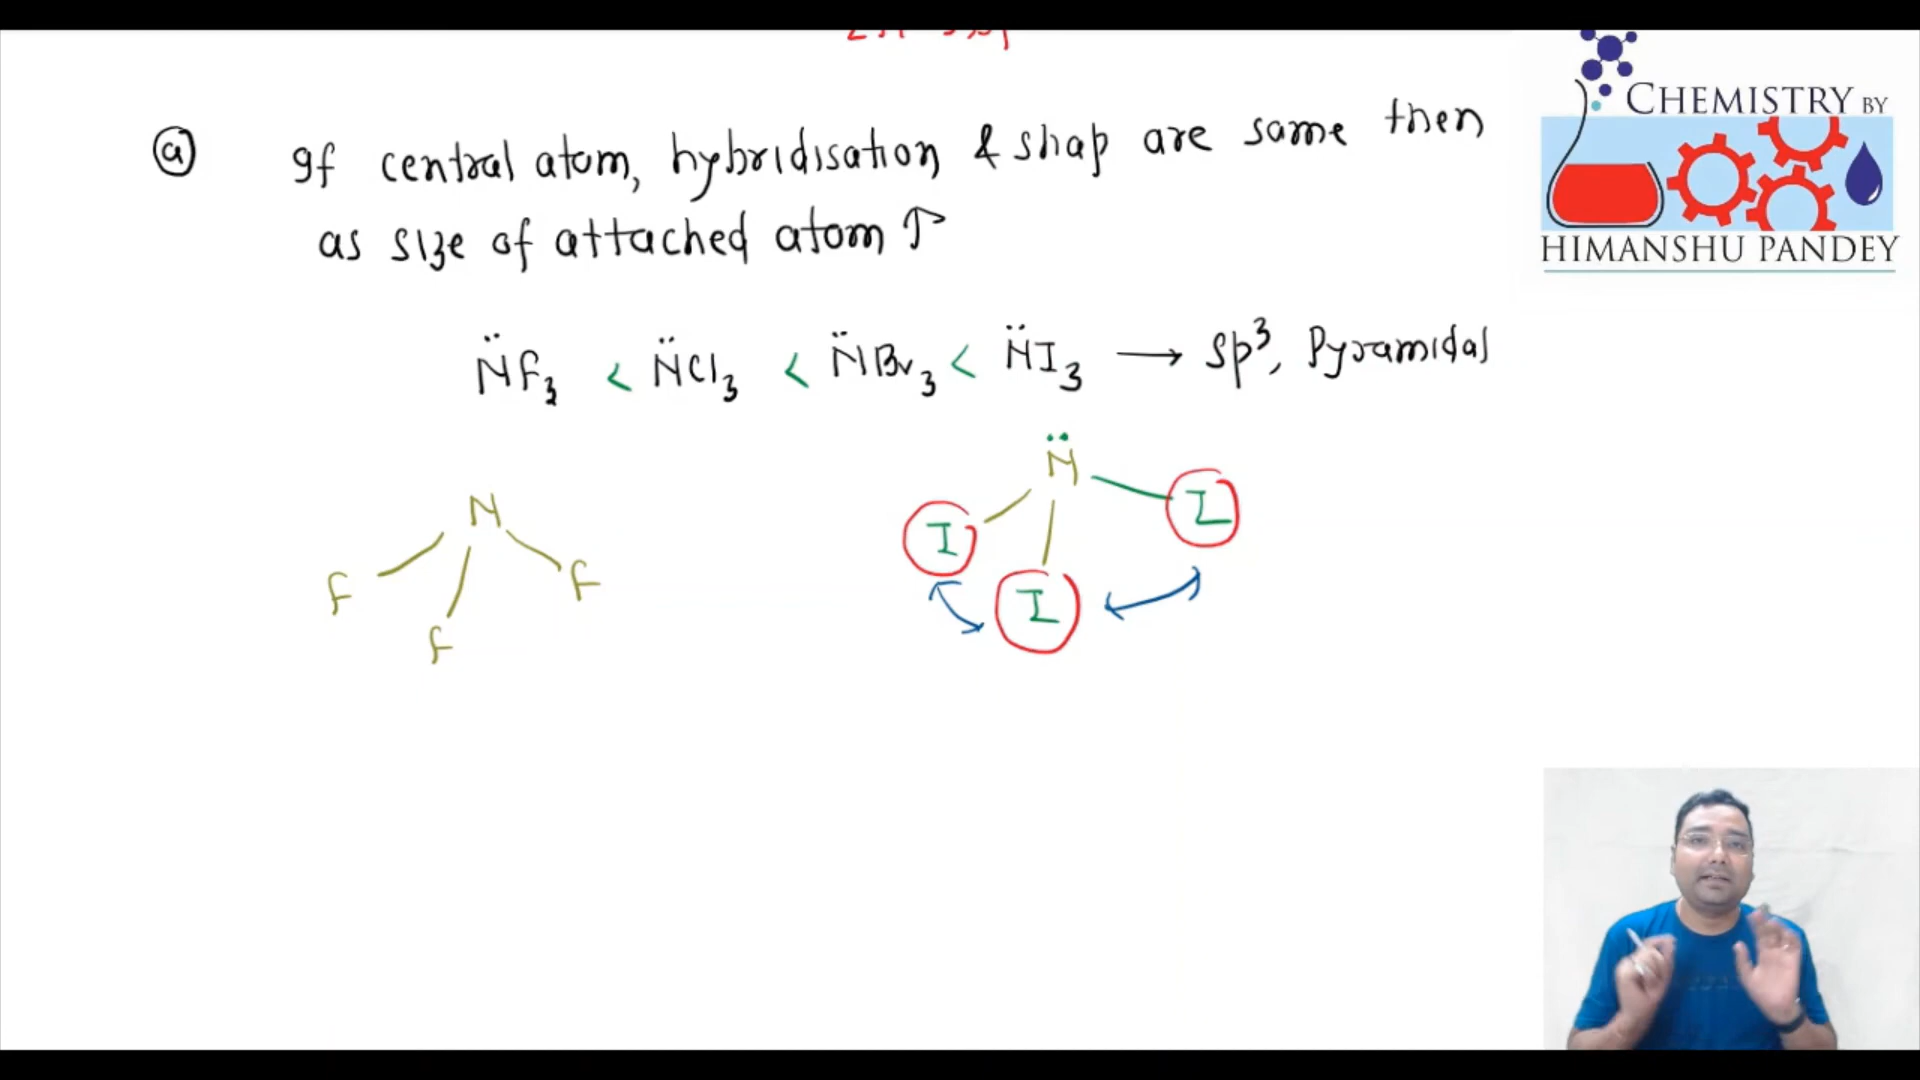 CHEMISTRY BY
HIMANSHU PANDEY
(a) If central atom, hybridisation & shap are same then
as size of attached atom ↑
N̈F₃ < N̈Cl₃ < N̈Br₃ < N̈I₃ → sp³, Pyramidal
N
F F
F
N̈
I I
I